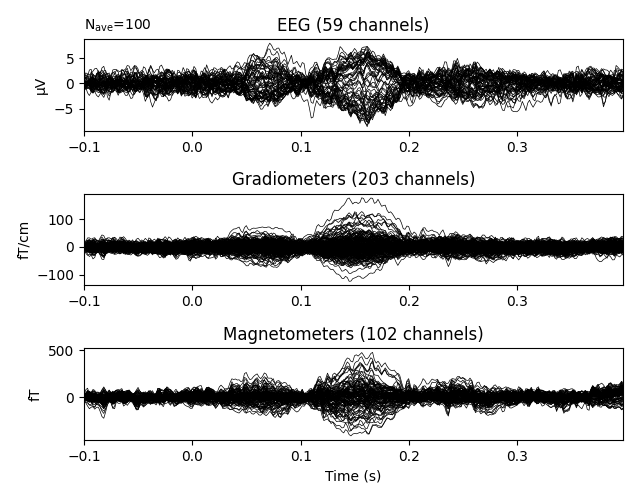 N_ave=100
EEG (59 channels)
5
0
−5
µV
−0.1 0.0 0.1 0.2 0.3
Gradiometers (203 channels)
100
0
−100
fT/cm
−0.1 0.0 0.1 0.2 0.3
Magnetometers (102 channels)
500
0
fT
−0.1 0.0 0.1 0.2 0.3
Time (s)